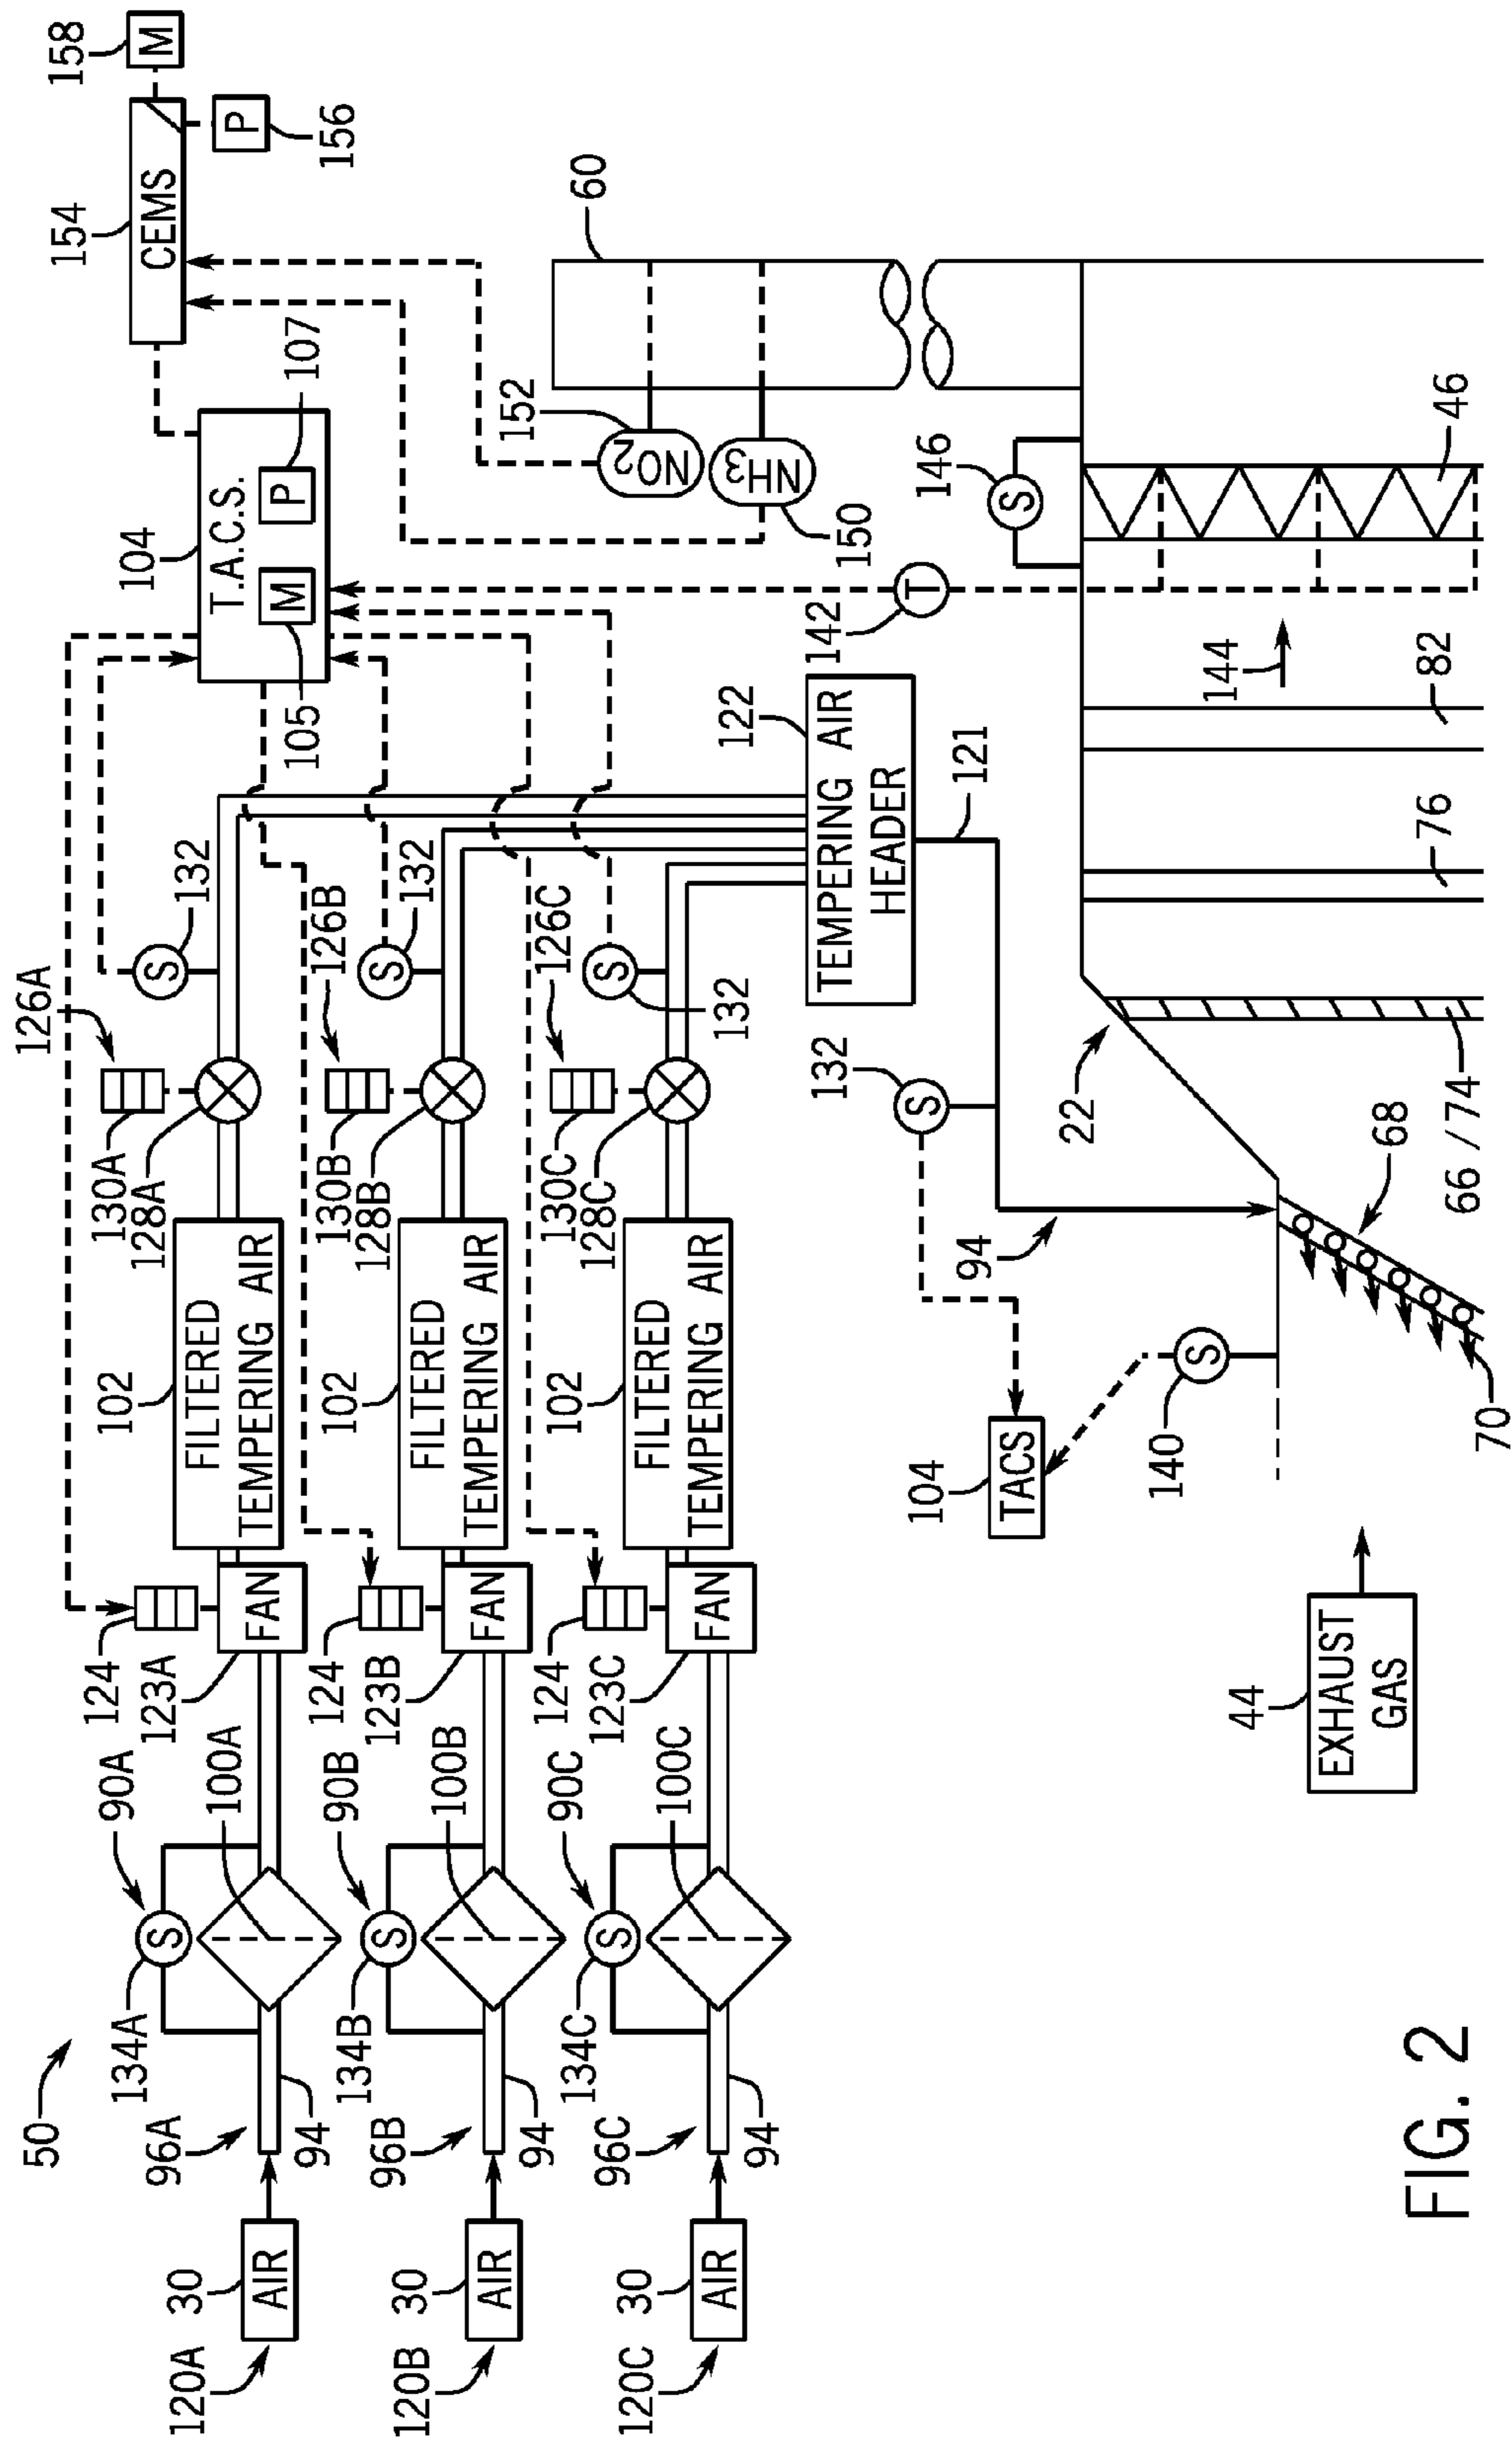 50
120A
30
AIR
96A
94
134A
S
90A
100A
124
123A
FAN
102
FILTERED
TEMPERING AIR
126A
130A
128A
S
132
120B
30
AIR
96B
94
134B
S
90B
100B
124
123B
FAN
102
FILTERED
TEMPERING AIR
126B
130B
128B
S
132
120C
30
AIR
96C
94
134C
S
90C
100C
124
123C
FAN
102
FILTERED
TEMPERING AIR
126C
130C
128C
S
132
104
T.A.C.S.
M
P
105
107
154
CEMS
158
M
P
156
122
TEMPERING AIR
HEADER
121
132
S
94
104
TACS
140
S
142
T
146
S
152
NO2
NH3
150
60
44
EXHAUST
GAS
22
68
70
66/74
76
82
144
46
FIG. 2